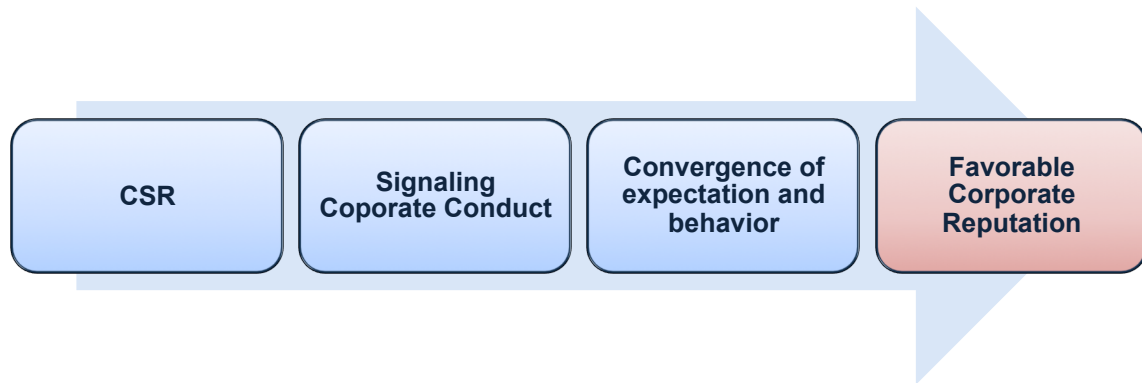 CSR
Signaling
Coporate Conduct
Convergence of
expectation and
behavior
Favorable
Corporate
Reputation